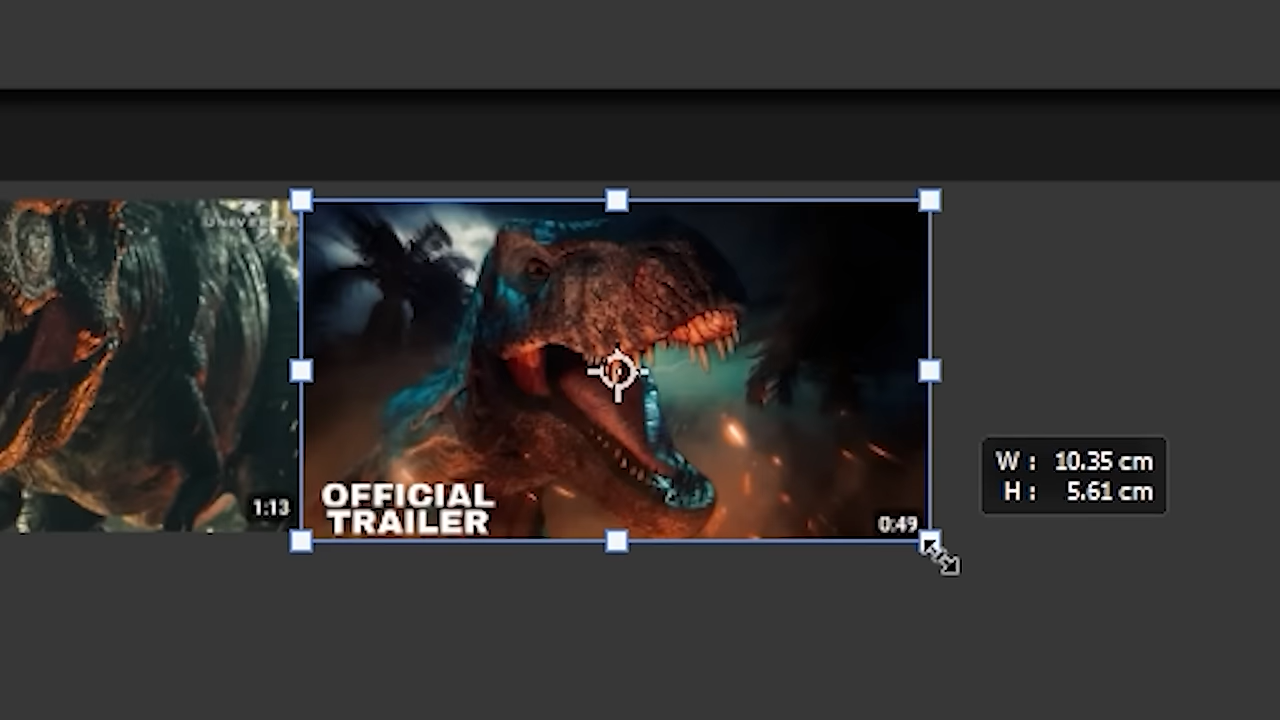 1:13
OFFICIAL
TRAILER
0:49
W : 10.35 cm
H : 5.61 cm